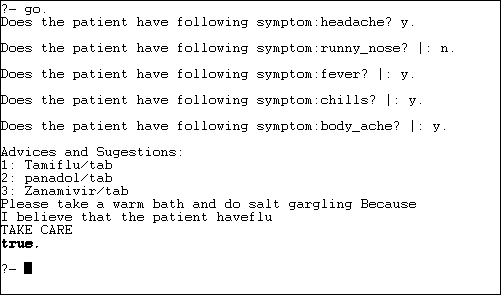 ?- go.
Does the patient have following symptom:headache? y.
Does the patient have following symptom:runny_nose? |: n.
Does the patient have following symptom:fever? |: y.
Does the patient have following symptom:chills? |: y.
Does the patient have following symptom:body_ache? |: y.
Advices and Sugestions:
1: Tamiflu/tab
2: panadol/tab
3: Zanamivir/tab
Please take a warm bath and do salt gargling Because
I believe that the patient haveflu
TAKE CARE
true.
?-